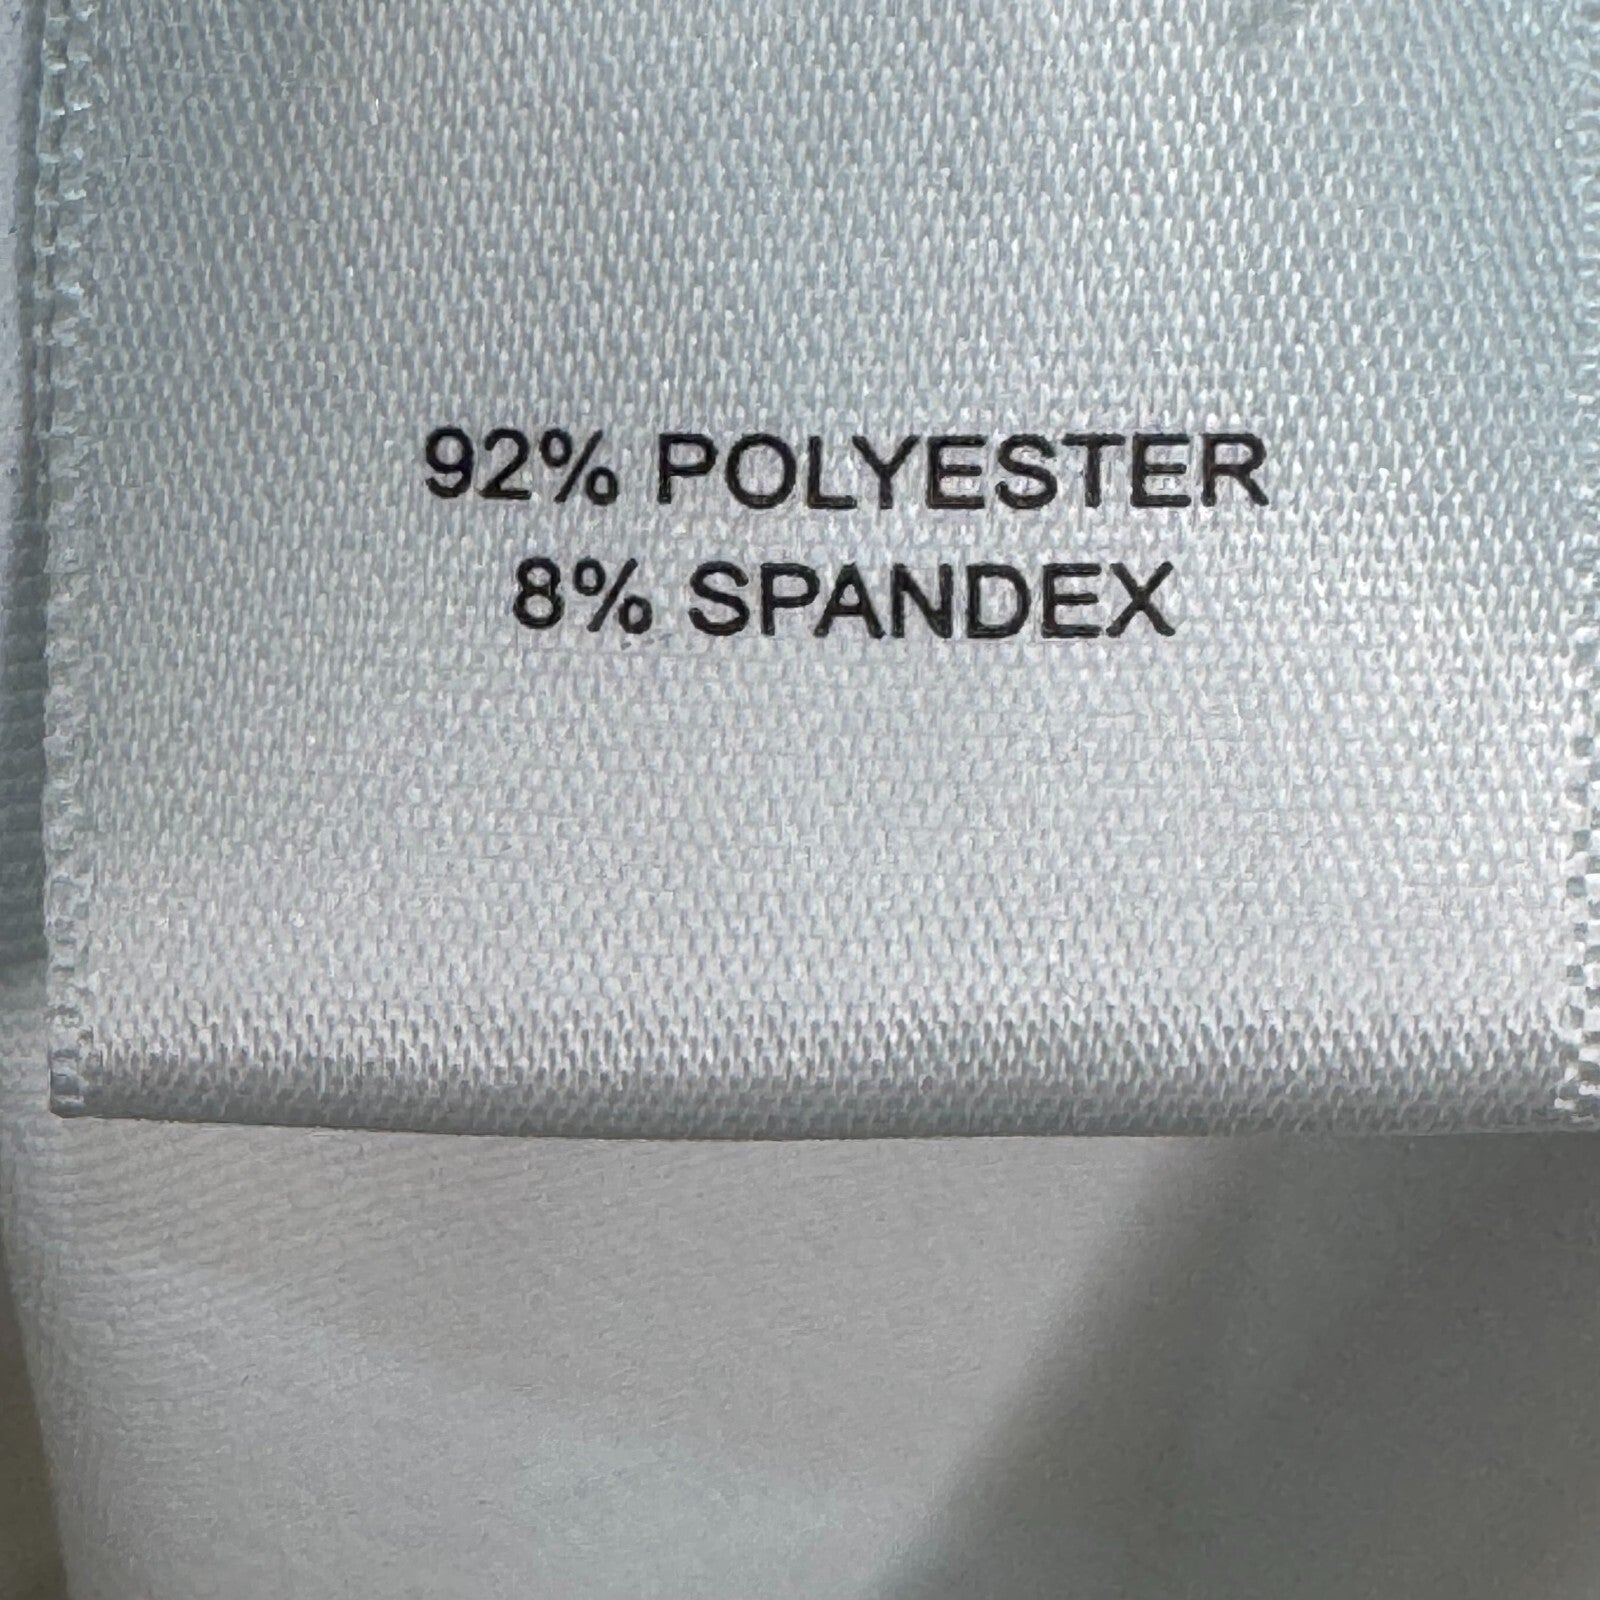 92% POLYESTER
8% SPANDEX